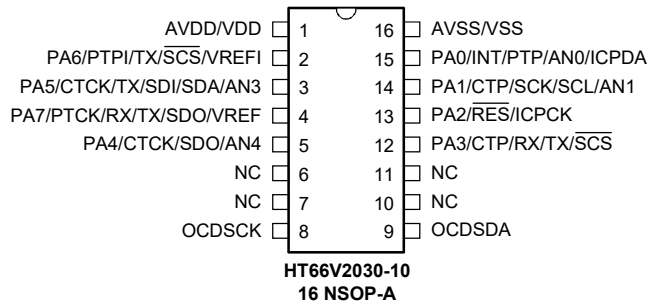 AVDD/VDD 1 16 AVSS/VSS
PA6/PTPI/TX/S̅C̅S̅/VREFI 2 15 PA0/INT/PTP/AN0/ICPDA
PA5/CTCK/TX/SDI/SDA/AN3 3 14 PA1/CTP/SCK/SCL/AN1
PA7/PTCK/RX/TX/SDO/VREF 4 13 PA2/R̅E̅S̅/ICPCK
PA4/CTCK/SDO/AN4 5 12 PA3/CTP/RX/TX/S̅C̅S̅
NC 6 11 NC
NC 7 10 NC
OCDSCK 8 9 OCDSDA
HT66V2030-10
16 NSOP-A